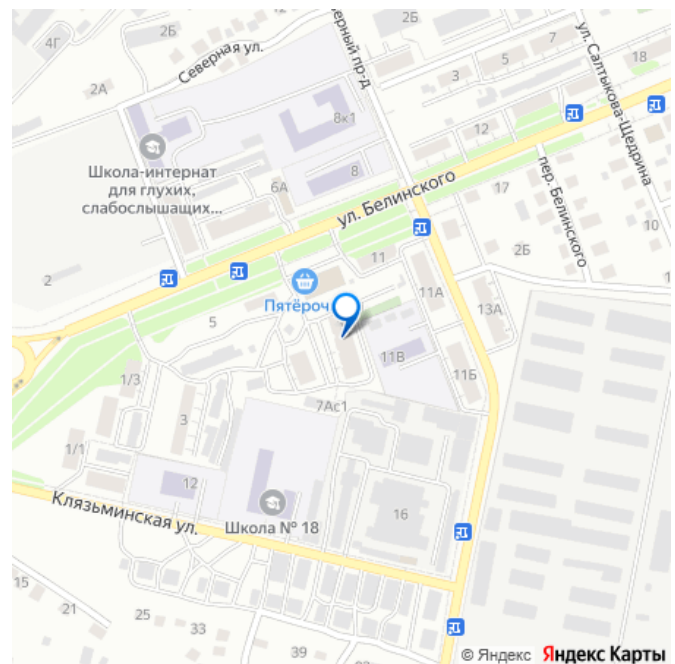 2Б
2Б
4Г
Северная ул.
ерный пр-д
ул. Салтыкова-Щедрина
7
5
3
18
2А
8к1
12
Школа-интернат
для глухих,
слабослышащих...
8
6А
ул. Белинского
17
пер. Белинского
10
2Б
11
2
11А
13А
Пятёроч
5
11В
11Б
1/3
7Ас1
3
1/1
12
16
Клязьминская ул.
Школа № 18
15
21
25
33
39
© Яндекс Яндекс Карты